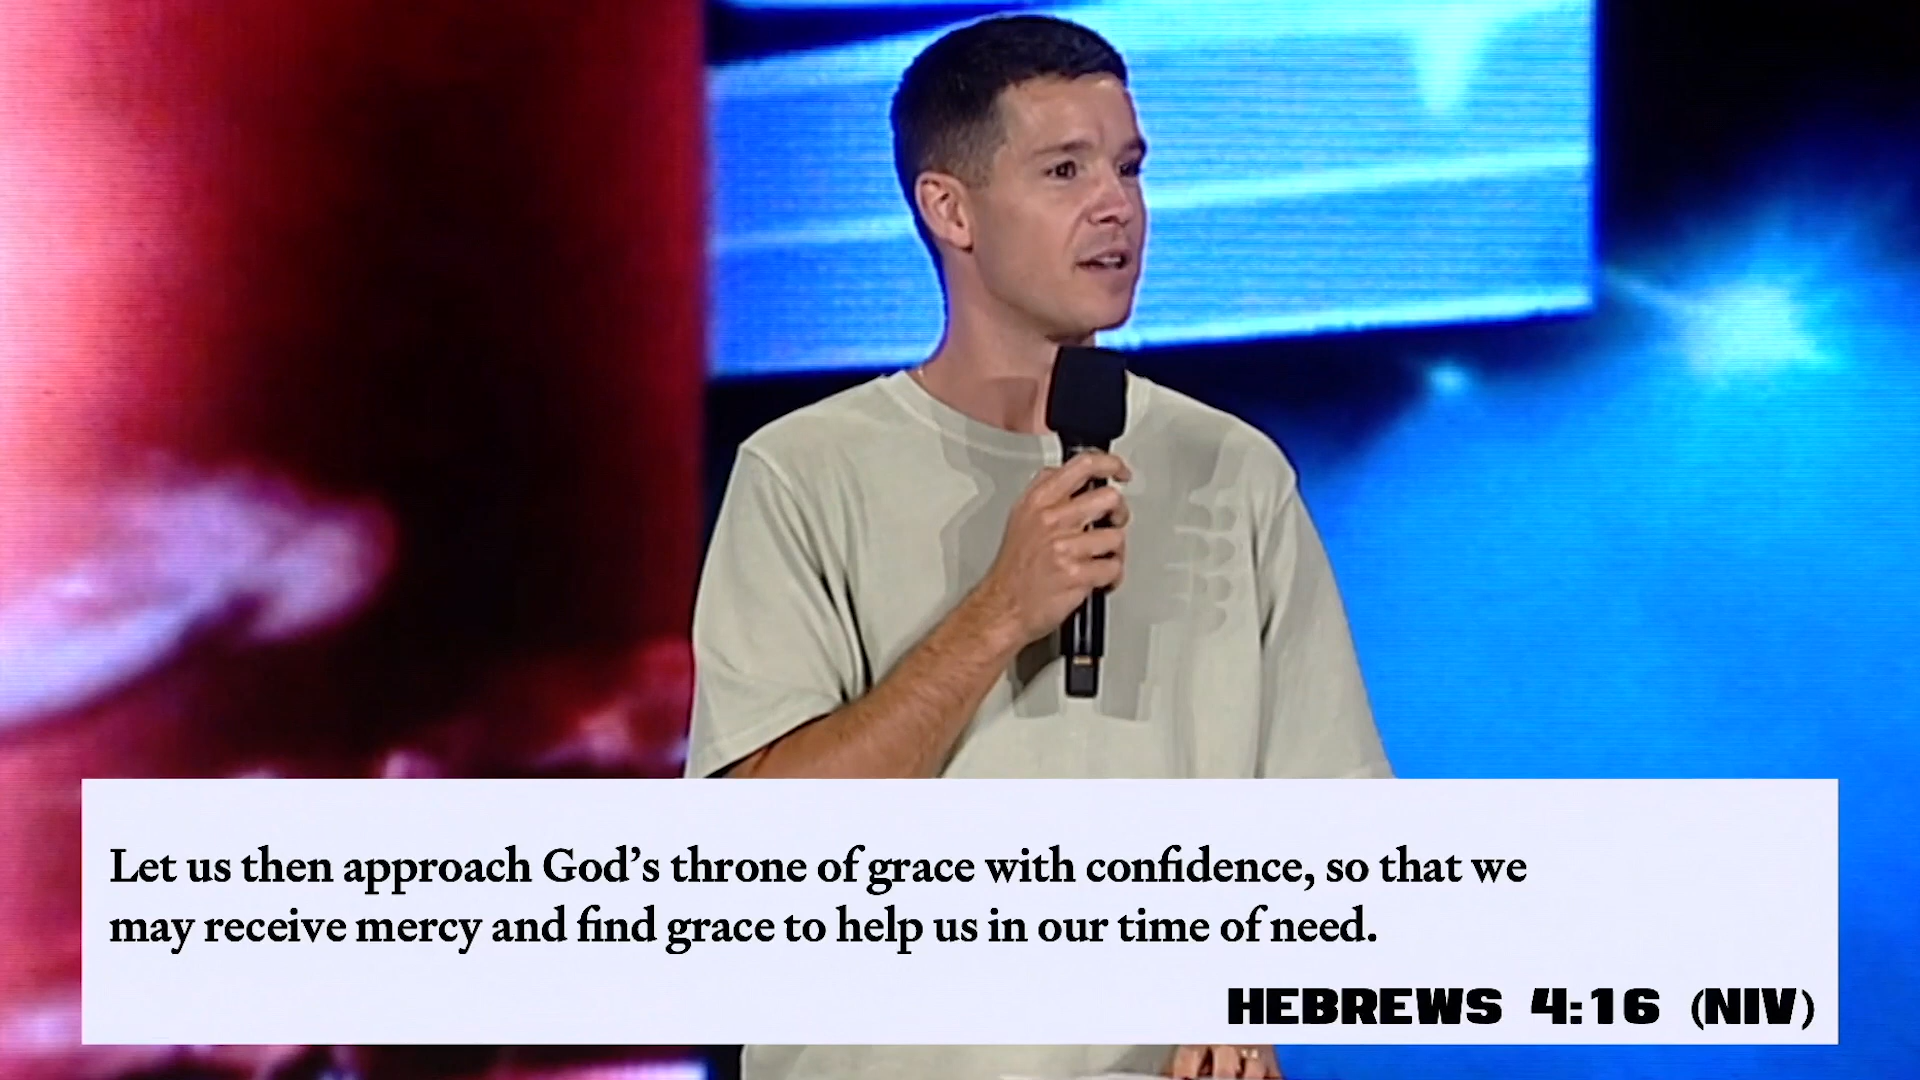 Let us then approach God’s throne of grace with confidence, so that we
may receive mercy and find grace to help us in our time of need.
HEBREWS 4:16 (NIV)